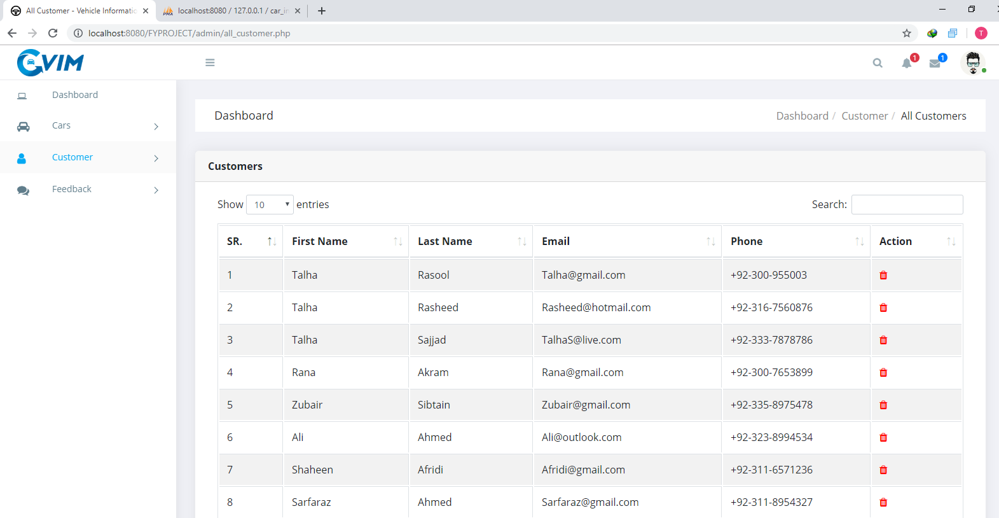 All Customer - Vehicle Informatio
localhost:8080 / 127.0.0.1 / car_in
localhost:8080/FYPROJECT/admin/all_customer.php
T
GVIM
1
1
Dashboard
Cars
Customer
Feedback
Dashboard
Dashboard / Customer / All Customers
Customers
Show 10 entries
Search:
SR. First Name Last Name Email Phone Action
1 Talha Rasool Talha@gmail.com +92-300-955003
2 Talha Rasheed Rasheed@hotmail.com +92-316-7560876
3 Talha Sajjad TalhaS@live.com +92-333-7878786
4 Rana Akram Rana@gmail.com +92-300-7653899
5 Zubair Sibtain Zubair@gmail.com +92-335-8975478
6 Ali Ahmed Ali@outlook.com +92-323-8994534
7 Shaheen Afridi Afridi@gmail.com +92-311-6571236
8 Sarfaraz Ahmed Sarfaraz@gmail.com +92-311-8954327